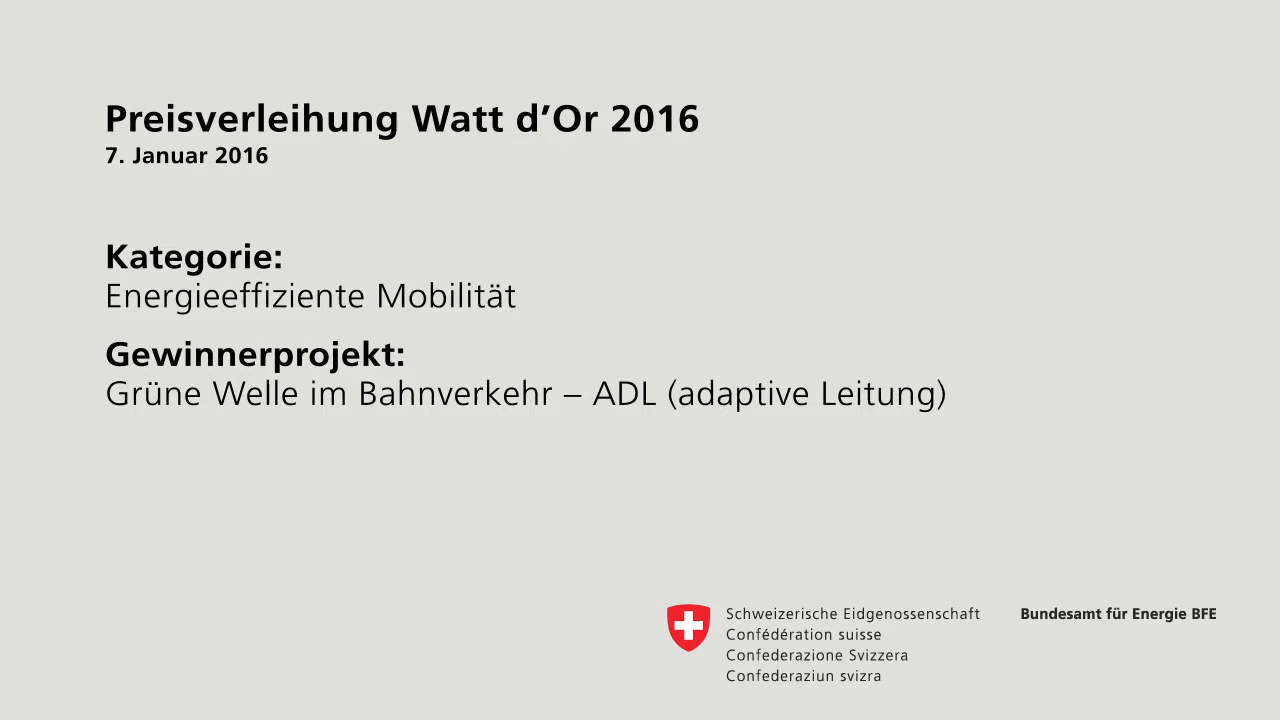 Preisverleihung Watt d’Or 2016
7. Januar 2016
Kategorie:
Energieeffiziente Mobilität
Gewinnerprojekt:
Grüne Welle im Bahnverkehr – ADL (adaptive Leitung)
Schweizerische Eidgenossenschaft
Confédération suisse
Confederazione Svizzera
Confederaziun svizra
Bundesamt für Energie BFE